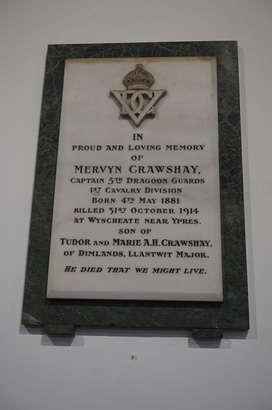 IN
PROUD AND LOVING MEMORY
OF
MERVYN CRAWSHAY,
CAPTAIN 5TH DRAGOON GUARDS
1ST CAVALRY DIVISION
BORN 4TH MAY 1881
KILLED 31ST OCTOBER 1914
AT WYSCHEATE NEAR YPRES.
SON OF
TUDOR AND MARIE A.H. CRAWSHAY,
OF DIMLANDS, LLANTWIT MAJOR.
HE DIED THAT WE MIGHT LIVE.